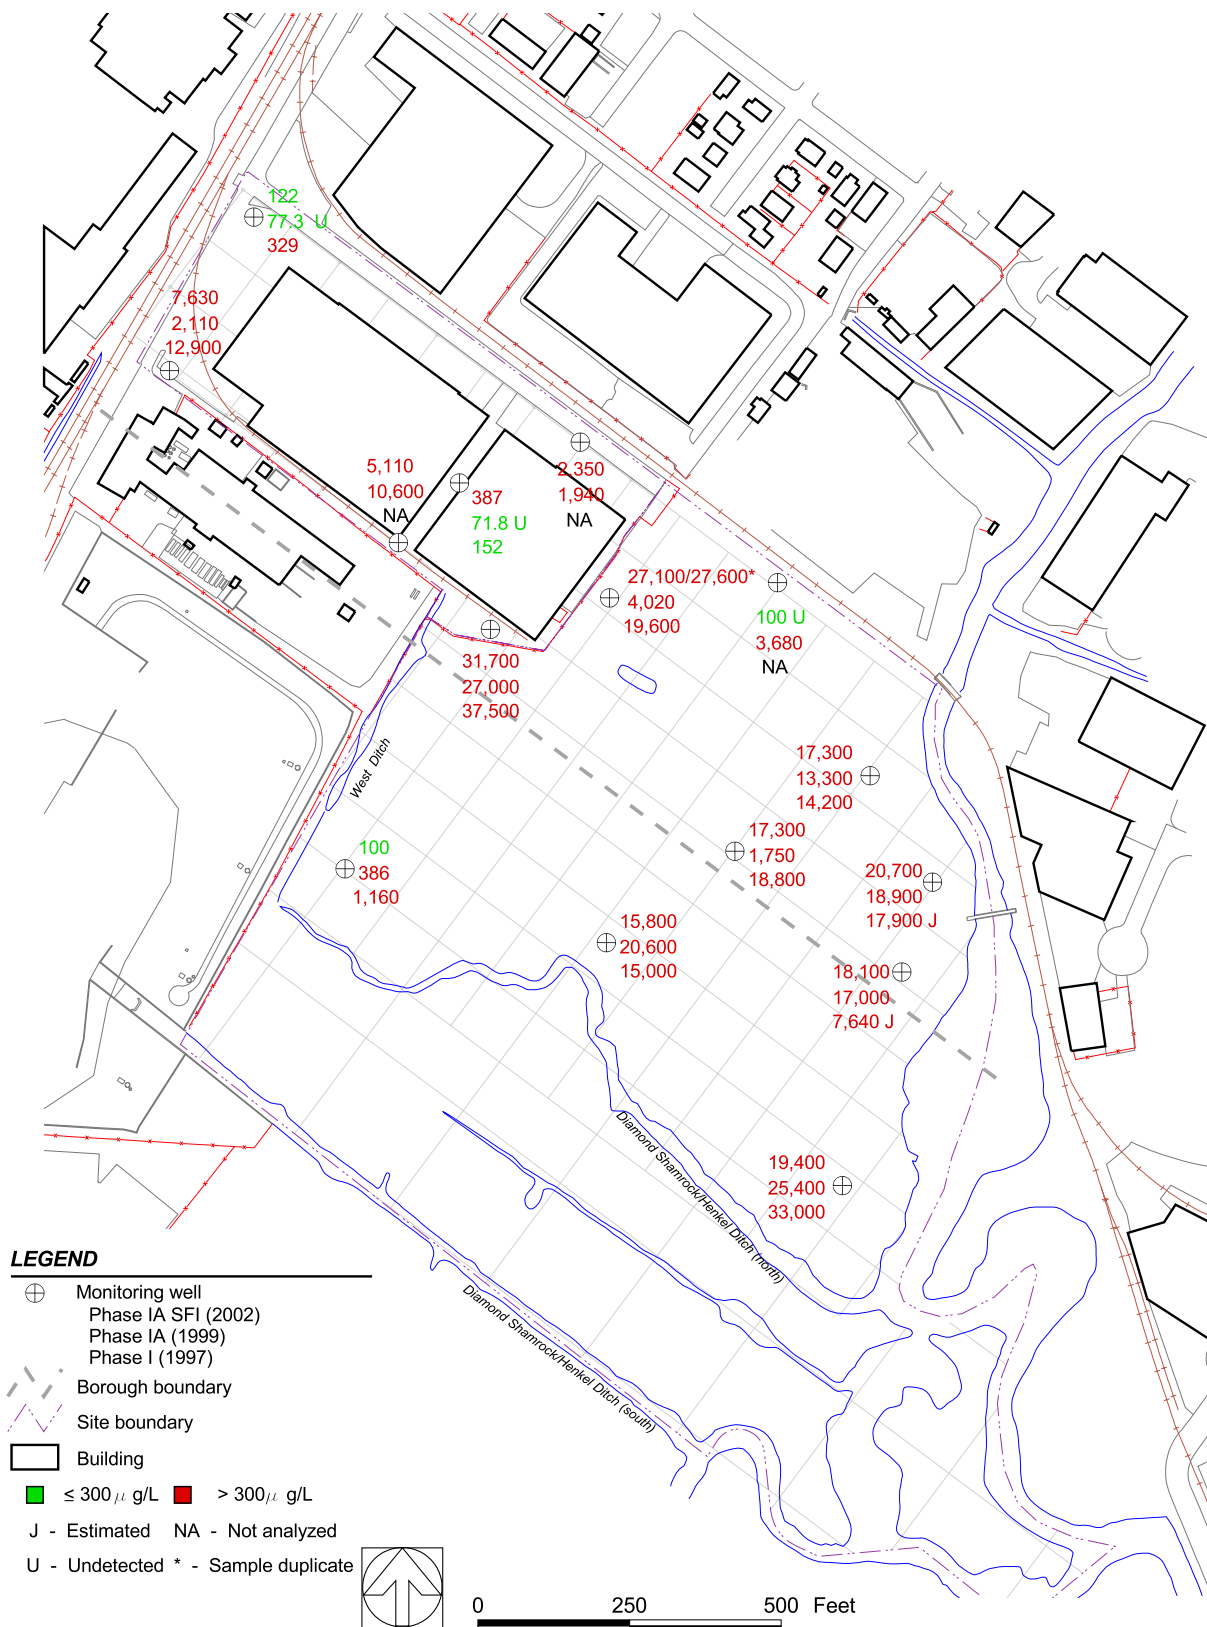 122
77.3 U
329
7,630
2,110
12,900
5,110
10,600
NA
387
71.8 U
152
2,350
1,940
NA
27,100/27,600*
4,020
19,600
100 U
3,680
NA
31,700
27,000
37,500
West Ditch
17,300
13,300
14,200
17,300
1,750
18,800
100
386
1,160
20,700
18,900
17,900 J
15,800
20,600
15,000
18,100
17,000
7,640 J
Diamond Shamrock/Henkel Ditch (north)
19,400
25,400
33,000
Diamond Shamrock/Henkel Ditch (south)
LEGEND
Monitoring well
Phase IA SFI (2002)
Phase IA (1999)
Phase I (1997)
Borough boundary
Site boundary
Building
≤ 300 μ g/L > 300 μ g/L
J - Estimated NA - Not analyzed
U - Undetected * - Sample duplicate
0 250 500 Feet